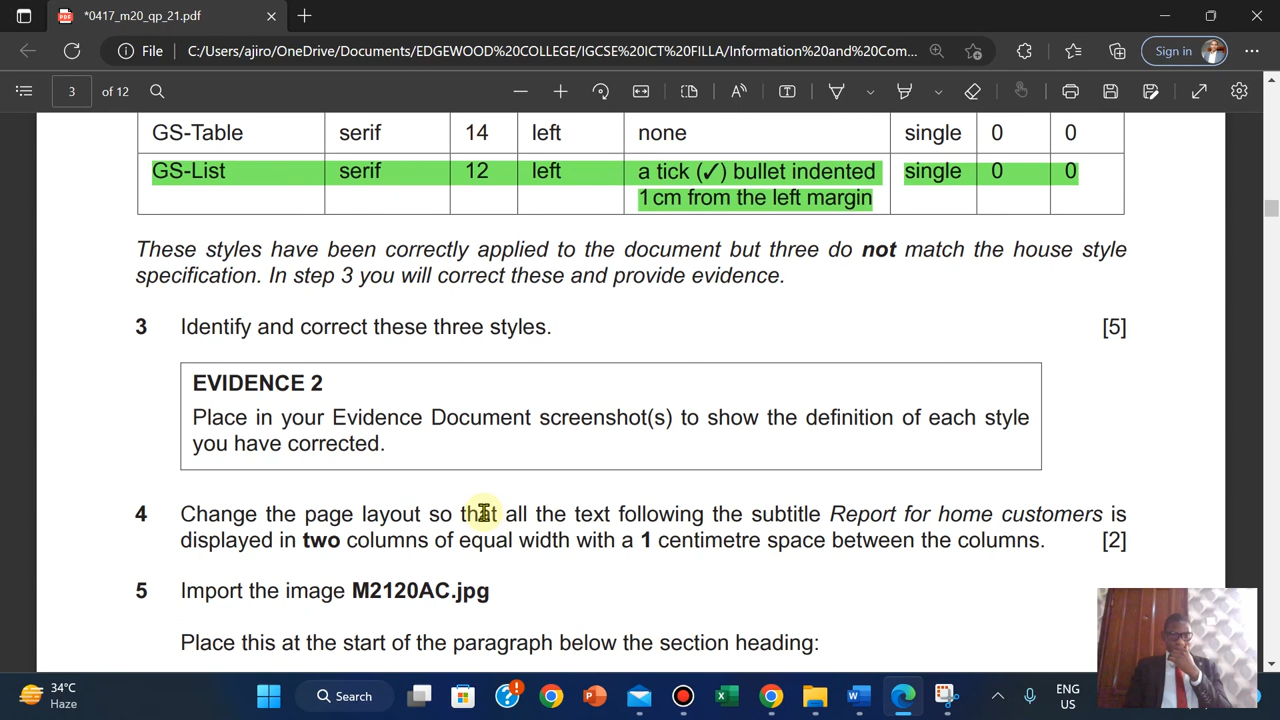 *0417_m20_qp_21.pdf
File C:/Users/ajiro/OneDrive/Documents/EDGEWOOD%20COLLEGE/IGCSE%20ICT%20FILLA/Information%20and%20Com... Sign in
3 of 12
GS-Table serif 14 left none single 0 0
GS-List serif 12 left a tick (✓) bullet indented single 0 0
1 cm from the left margin
These styles have been correctly applied to the document but three do not match the house style
specification. In step 3 you will correct these and provide evidence.
3 Identify and correct these three styles. [5]
EVIDENCE 2
Place in your Evidence Document screenshot(s) to show the definition of each style
you have corrected.
4 Change the page layout so that all the text following the subtitle Report for home customers is
displayed in two columns of equal width with a 1 centimetre space between the columns. [2]
5 Import the image M2120AC.jpg
Place this at the start of the paragraph below the section heading:
34°C
Haze
Search
ENG
US